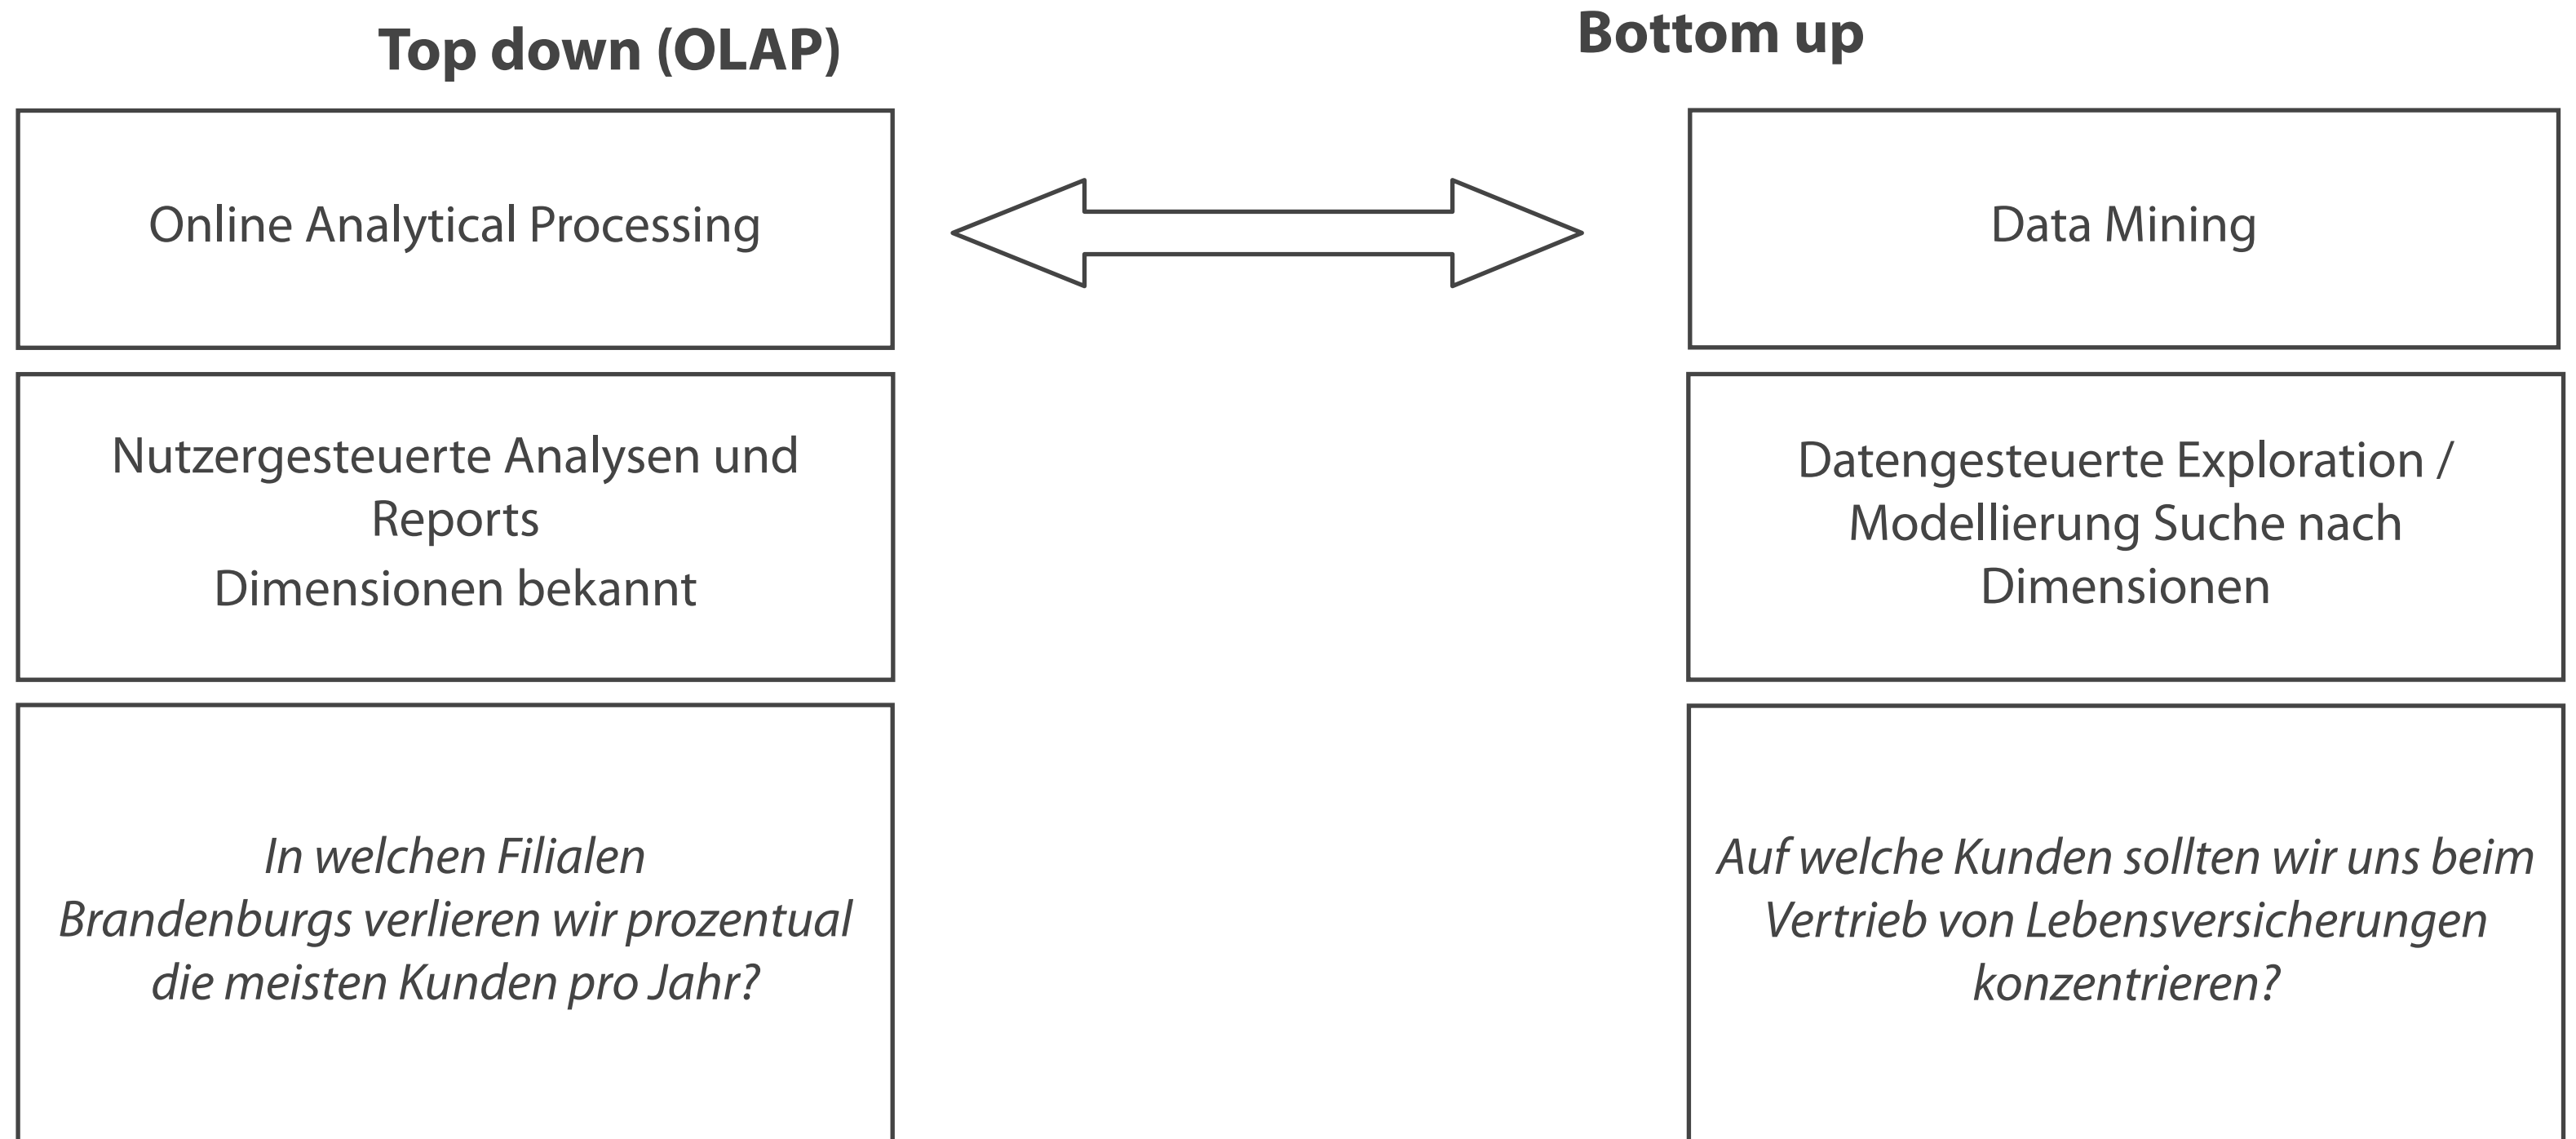 Top down (OLAP)
Online Analytical Processing
Nutzergesteuerte Analysen und
Reports
Dimensionen bekannt
In welchen Filialen
Brandenburgs verlieren wir prozentual
die meisten Kunden pro Jahr?
Bottom up
Data Mining
Datengesteuerte Exploration /
Modellierung Suche nach
Dimensionen
Auf welche Kunden sollten wir uns beim
Vertrieb von Lebensversicherungen
konzentrieren?